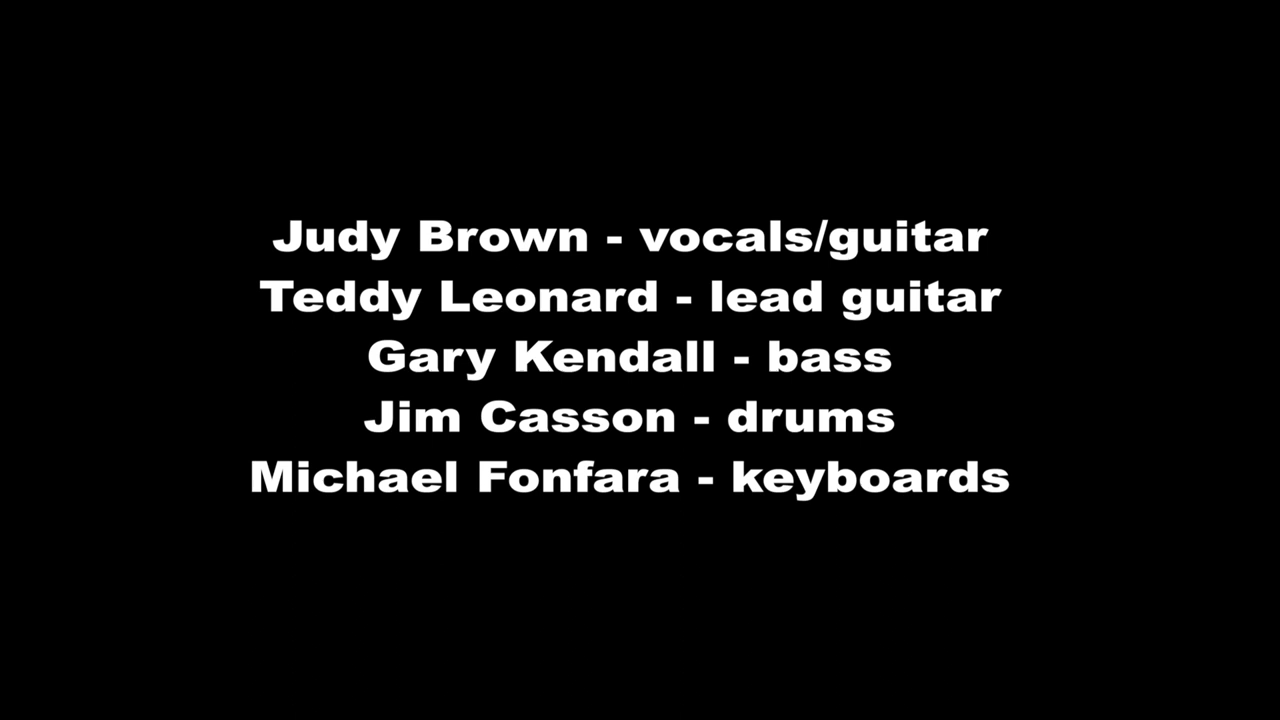 Judy Brown - vocals/guitar
Teddy Leonard - lead guitar
Gary Kendall - bass
Jim Casson - drums
Michael Fonfara - keyboards